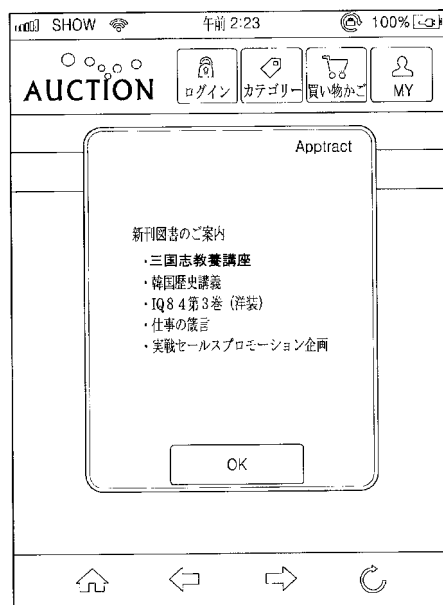 SHOW 午前 2:23 100%
AUCTION ログイン カテゴリー 買い物かご MY
Apptract
新刊図書のご案内
・三国志教養講座
・韓国歴史講義
・IQ84第3巻(洋装)
・仕事の箴言
・実戦セールスプロモーション企画
OK